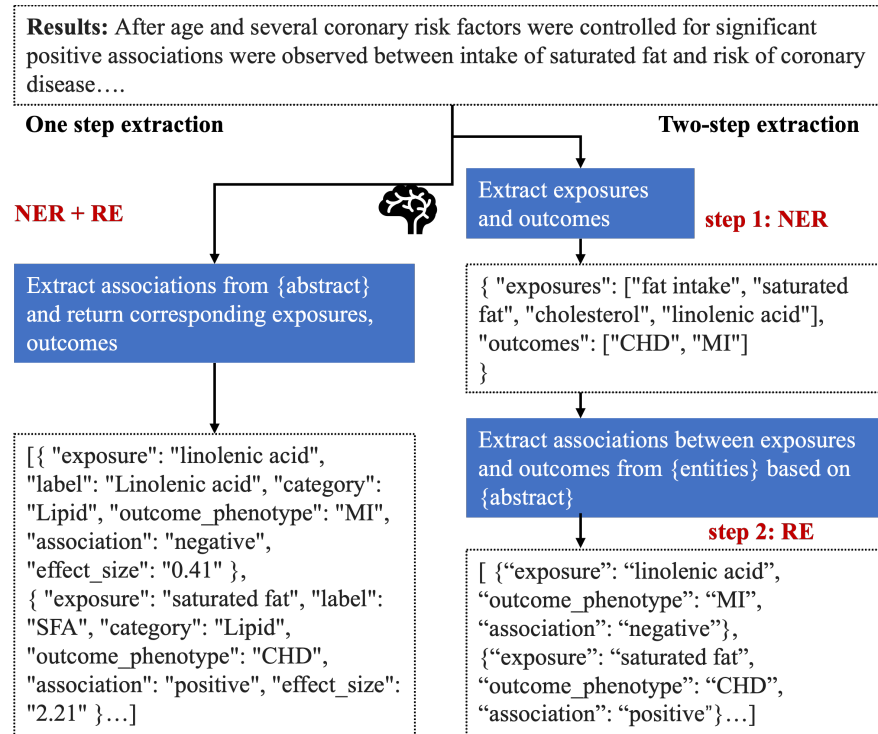 Results: After age and several coronary risk factors were controlled for significant
positive associations were observed between intake of saturated fat and risk of coronary
disease….
One step extraction
NER + RE
Extract associations from {abstract}
and return corresponding exposures,
outcomes
[{ "exposure": "linolenic acid",
"label": "Linolenic acid", "category":
"Lipid", "outcome_phenotype": "MI",
"association": "negative",
"effect_size": "0.41" },
{ "exposure": "saturated fat", "label":
"SFA", "category": "Lipid",
"outcome_phenotype": "CHD",
"association": "positive", "effect_size":
"2.21" }…]
Two-step extraction
Extract exposures
and outcomes
step 1: NER
{ "exposures": ["fat intake", "saturated
fat", "cholesterol", "linolenic acid"],
"outcomes": ["CHD", "MI"]
}
Extract associations between exposures
and outcomes from {entities} based on
{abstract}
step 2: RE
[ {“exposure”: “linolenic acid”,
“outcome_phenotype”: “MI”,
“association”: “negative”},
{“exposure”: “saturated fat”,
“outcome_phenotype”: “CHD”,
“association”: “positive"}…]